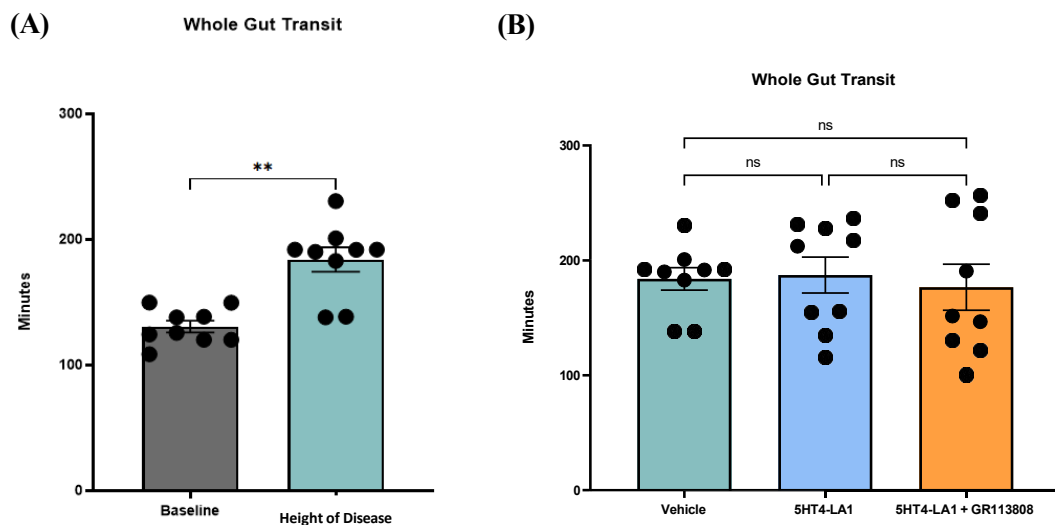 (A)
Whole Gut Transit
300
200
100
0
Minutes
**
Baseline
Height of Disease
(B)
Whole Gut Transit
300
200
100
0
Minutes
ns
ns
ns
Vehicle
5HT4-LA1
5HT4-LA1 + GR113808